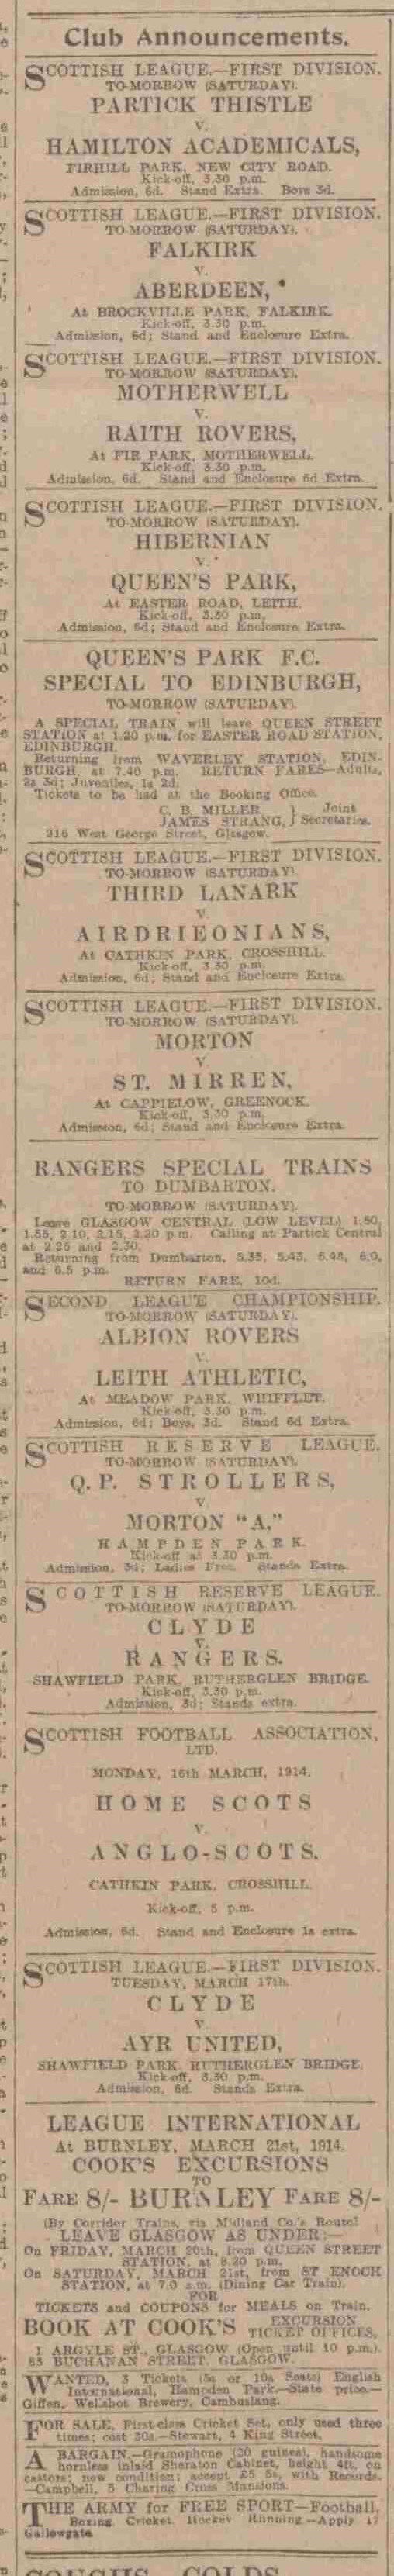 Club Announcements.
SCOTTISH LEAGUE.—FIRST DIVISION.
TO-MORROW (SATURDAY).
PARTICK THISTLE
V.
HAMILTON ACADEMICALS,
FIRHILL PARK, NEW CITY ROAD.
Kick-off, 3.30 p.m.
Admission, 6d. Stand Extra. Boys 3d.
SCOTTISH LEAGUE.—FIRST DIVISION.
TO-MORROW (SATURDAY).
FALKIRK
V.
ABERDEEN,
At BROCKVILLE PARK, FALKIRK.
Kick-off, 3.30 p.m.
Admission, 6d; Stand and Enclosure Extra.
SCOTTISH LEAGUE.—FIRST DIVISION.
TO-MORROW (SATURDAY).
MOTHERWELL
V.
RAITH ROVERS,
At FIR PARK, MOTHERWELL.
Kick-off, 3.30 p.m.
Admission, 6d. Stand and Enclosure 6d Extra.
SCOTTISH LEAGUE.—FIRST DIVISION.
TO-MORROW (SATURDAY).
HIBERNIAN
V.
QUEEN'S PARK,
At EASTER ROAD, LEITH.
Kick-off, 3.30 p.m.
Admission, 6d; Stand and Enclosure Extra.
QUEEN'S PARK F.C.
SPECIAL TO EDINBURGH,
TO-MORROW (SATURDAY).
A SPECIAL TRAIN will leave QUEEN STREET
STATION at 1.20 p.m. for EASTER ROAD STATION,
EDINBURGH.
Returning from WAVERLEY STATION, EDIN-
BURGH, at 7.40 p.m. RETURN FARES—Adults,
2s 3d; Juveniles, 1s 2d.
Tickets to be had at the Booking Office.
C. B. MILLER } Joint
JAMES STRANG, } Secretaries.
216 West George Street, Glasgow.
SCOTTISH LEAGUE.—FIRST DIVISION.
TO-MORROW (SATURDAY).
THIRD LANARK
V.
AIRDRIEONIANS,
At CATHKIN PARK, CROSSHILL.
Kick-off, 3.30 p.m.
Admission, 6d; Stand and Enclosure Extra.
SCOTTISH LEAGUE.—FIRST DIVISION.
TO-MORROW (SATURDAY).
MORTON
V.
ST. MIRREN,
At CAPPIELOW, GREENOCK.
Kick-off, 3.30 p.m.
Admission, 6d; Stand and Enclosure Extra.
RANGERS SPECIAL TRAINS
TO DUMBARTON.
TO-MORROW (SATURDAY).
Leave GLASGOW CENTRAL (LOW LEVEL) 1.50,
1.55, 2.10, 2.15, 2.20 p.m. Calling at Partick Central
at 2.25 and 2.30.
Returning from Dumbarton, 5.35, 5.43, 5.48, 6.0,
and 6.5 p.m.
RETURN FARE, 10d.
SECOND LEAGUE CHAMPIONSHIP.
TO-MORROW (SATURDAY).
ALBION ROVERS
V.
LEITH ATHLETIC,
At MEADOW PARK, WHIFFLET.
Kick-off, 3.30 p.m.
Admission, 6d; Boys, 3d. Stand 6d Extra.
SCOTTISH RESERVE LEAGUE.
TO-MORROW (SATURDAY).
Q.P. STROLLERS,
V.
MORTON "A,"
HAMPDEN PARK.
Kick-off at 3.30 p.m.
Admission, 3d; Ladies Free. Stands Extra.
SCOTTISH RESERVE LEAGUE.
TO-MORROW (SATURDAY).
CLYDE
V.
RANGERS.
SHAWFIELD PARK, RUTHERGLEN BRIDGE.
Kick-off, 3.30 p.m.
Admission, 3d; Stands extra.
SCOTTISH FOOTBALL ASSOCIATION,
LTD.
MONDAY, 16th MARCH, 1914.
HOME SCOTS
V.
ANGLO-SCOTS.
CATHKIN PARK, CROSSHILL.
Kick-off, 5 p.m.
Admission, 6d. Stand and Enclosure 1s extra.
SCOTTISH LEAGUE.—FIRST DIVISION.
TUESDAY, MARCH 17th.
CLYDE
V.
AYR UNITED,
SHAWFIELD PARK, RUTHERGLEN BRIDGE.
Kick-off, 5.30 p.m.
Admission, 6d. Stands Extra.
LEAGUE INTERNATIONAL
At BURNLEY, MARCH 21st, 1914.
COOK'S EXCURSIONS
TO
FARE 8/- BURNLEY FARE 8/-
(By Corridor Trains, via Midland Co.'s Route)
LEAVE GLASGOW AS UNDER:—
On FRIDAY, MARCH 20th, from QUEEN STREET
STATION, at 8.20 p.m.
On SATURDAY, MARCH 21st, from ST ENOCH
STATION, at 7.0 a.m. (Dining Car Train).
FOR
TICKETS and COUPONS for MEALS on Train.
BOOK AT COOK'S EXCURSION TICKET OFFICES,
1 ARGYLE ST., GLASGOW (Open until 10 p.m.).
83 BUCHANAN STREET, GLASGOW.
WANTED, 3 Tickets (5s or 10s Seats) English
International, Hampden Park.—State price.—
Giffen, Wellshot Brewery, Cambuslang.
FOR SALE, First-class Cricket Set, only used three
times; cost 30s.—Stewart, 4 King Street.
A BARGAIN.—Gramophone (20 guineas), handsome
hornless inlaid Sheraton Cabinet, height 4ft. on
castors; new condition; accept £5 5s, with Records.
—Campbell, 5 Charing Cross Mansions.
THE ARMY for FREE SPORT—Football,
Boxing, Cricket, Hockey Running.—Apply 17
Gallowgate
COUGHS COLDS